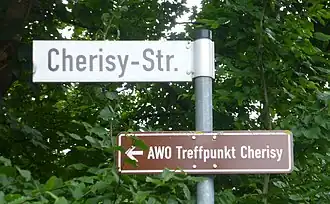 Cherisy-Str.
← AWO Treffpunkt Cherisy